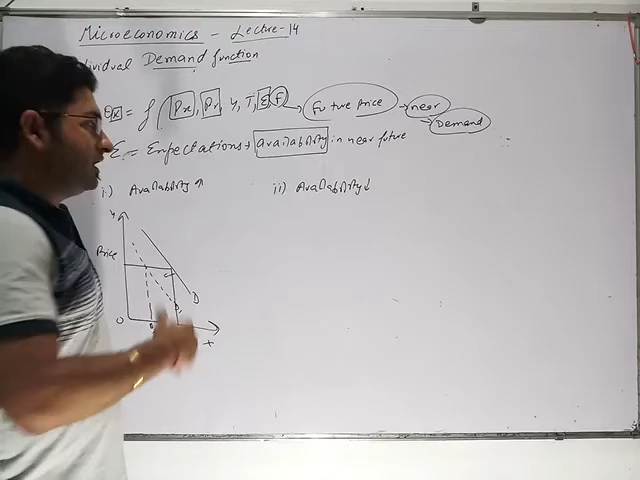 Microeconomics - Lecture-14
dividual Demand function
= f( Px, Pr, Y, T, E, F → Future Price → near
→ Demand
E = Expectations + availability in near future
i.) Availability ↑
ii) Availability ↓
Y
Price
D
O
X